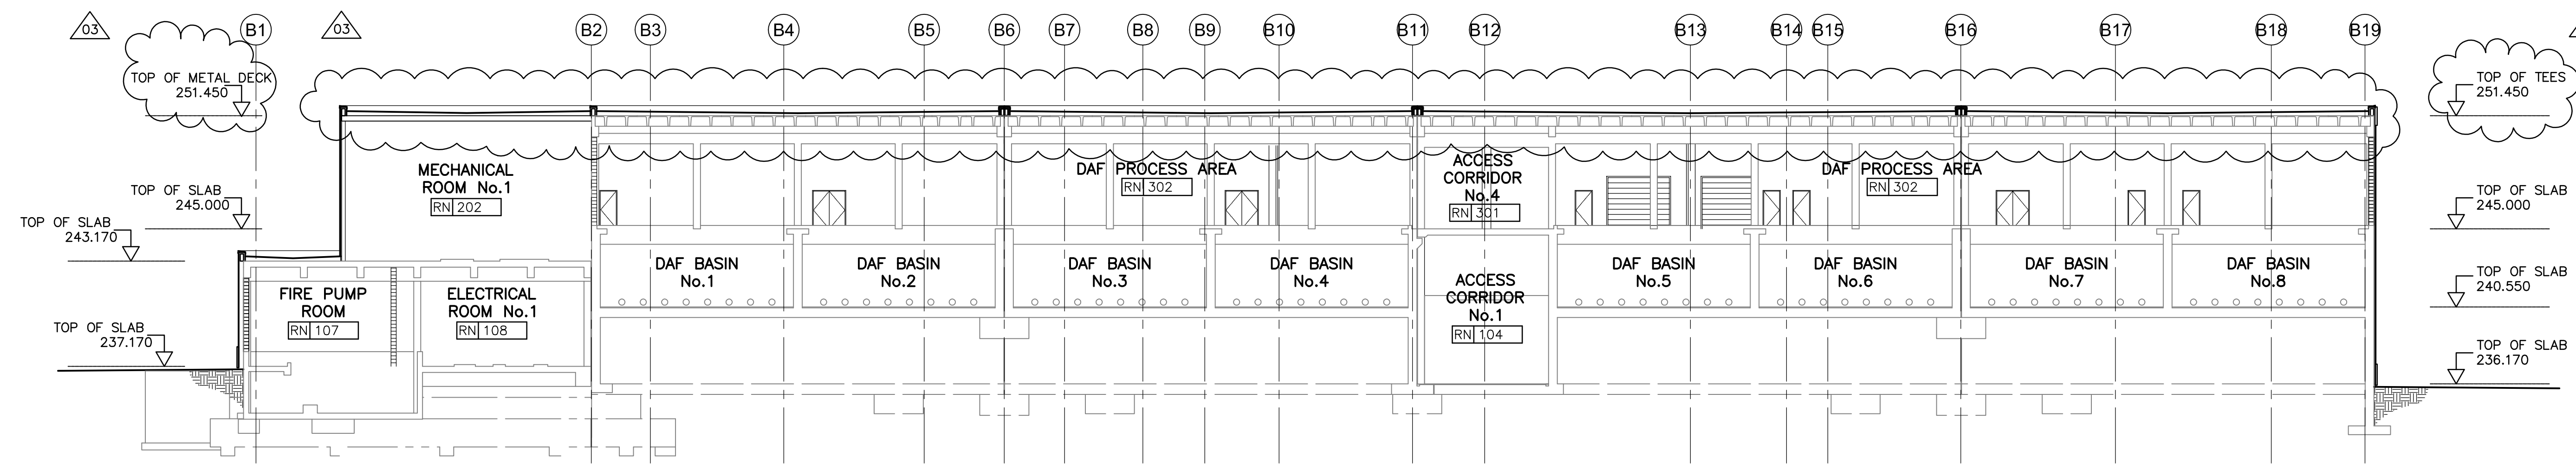 03
B1
03
B2
B3
B4
B5
B6
B7
B8
B9
B10
B11
B12
B13
B14
B15
B16
B17
B18
B19
TOP OF METAL DECK
251.450
TOP OF TEES
251.450
TOP OF SLAB
245.000
TOP OF SLAB
243.170
TOP OF SLAB
237.170
MECHANICAL
ROOM No.1
RN 202
DAF PROCESS AREA
RN 302
ACCESS
CORRIDOR
No.4
RN 301
DAF PROCESS AREA
RN 302
TOP OF SLAB
245.000
FIRE PUMP
ROOM
RN 107
ELECTRICAL
ROOM No.1
RN 108
DAF BASIN
No.1
DAF BASIN
No.2
DAF BASIN
No.3
DAF BASIN
No.4
ACCESS
CORRIDOR
No.1
RN 104
DAF BASIN
No.5
DAF BASIN
No.6
DAF BASIN
No.7
DAF BASIN
No.8
TOP OF SLAB
240.550
TOP OF SLAB
236.170